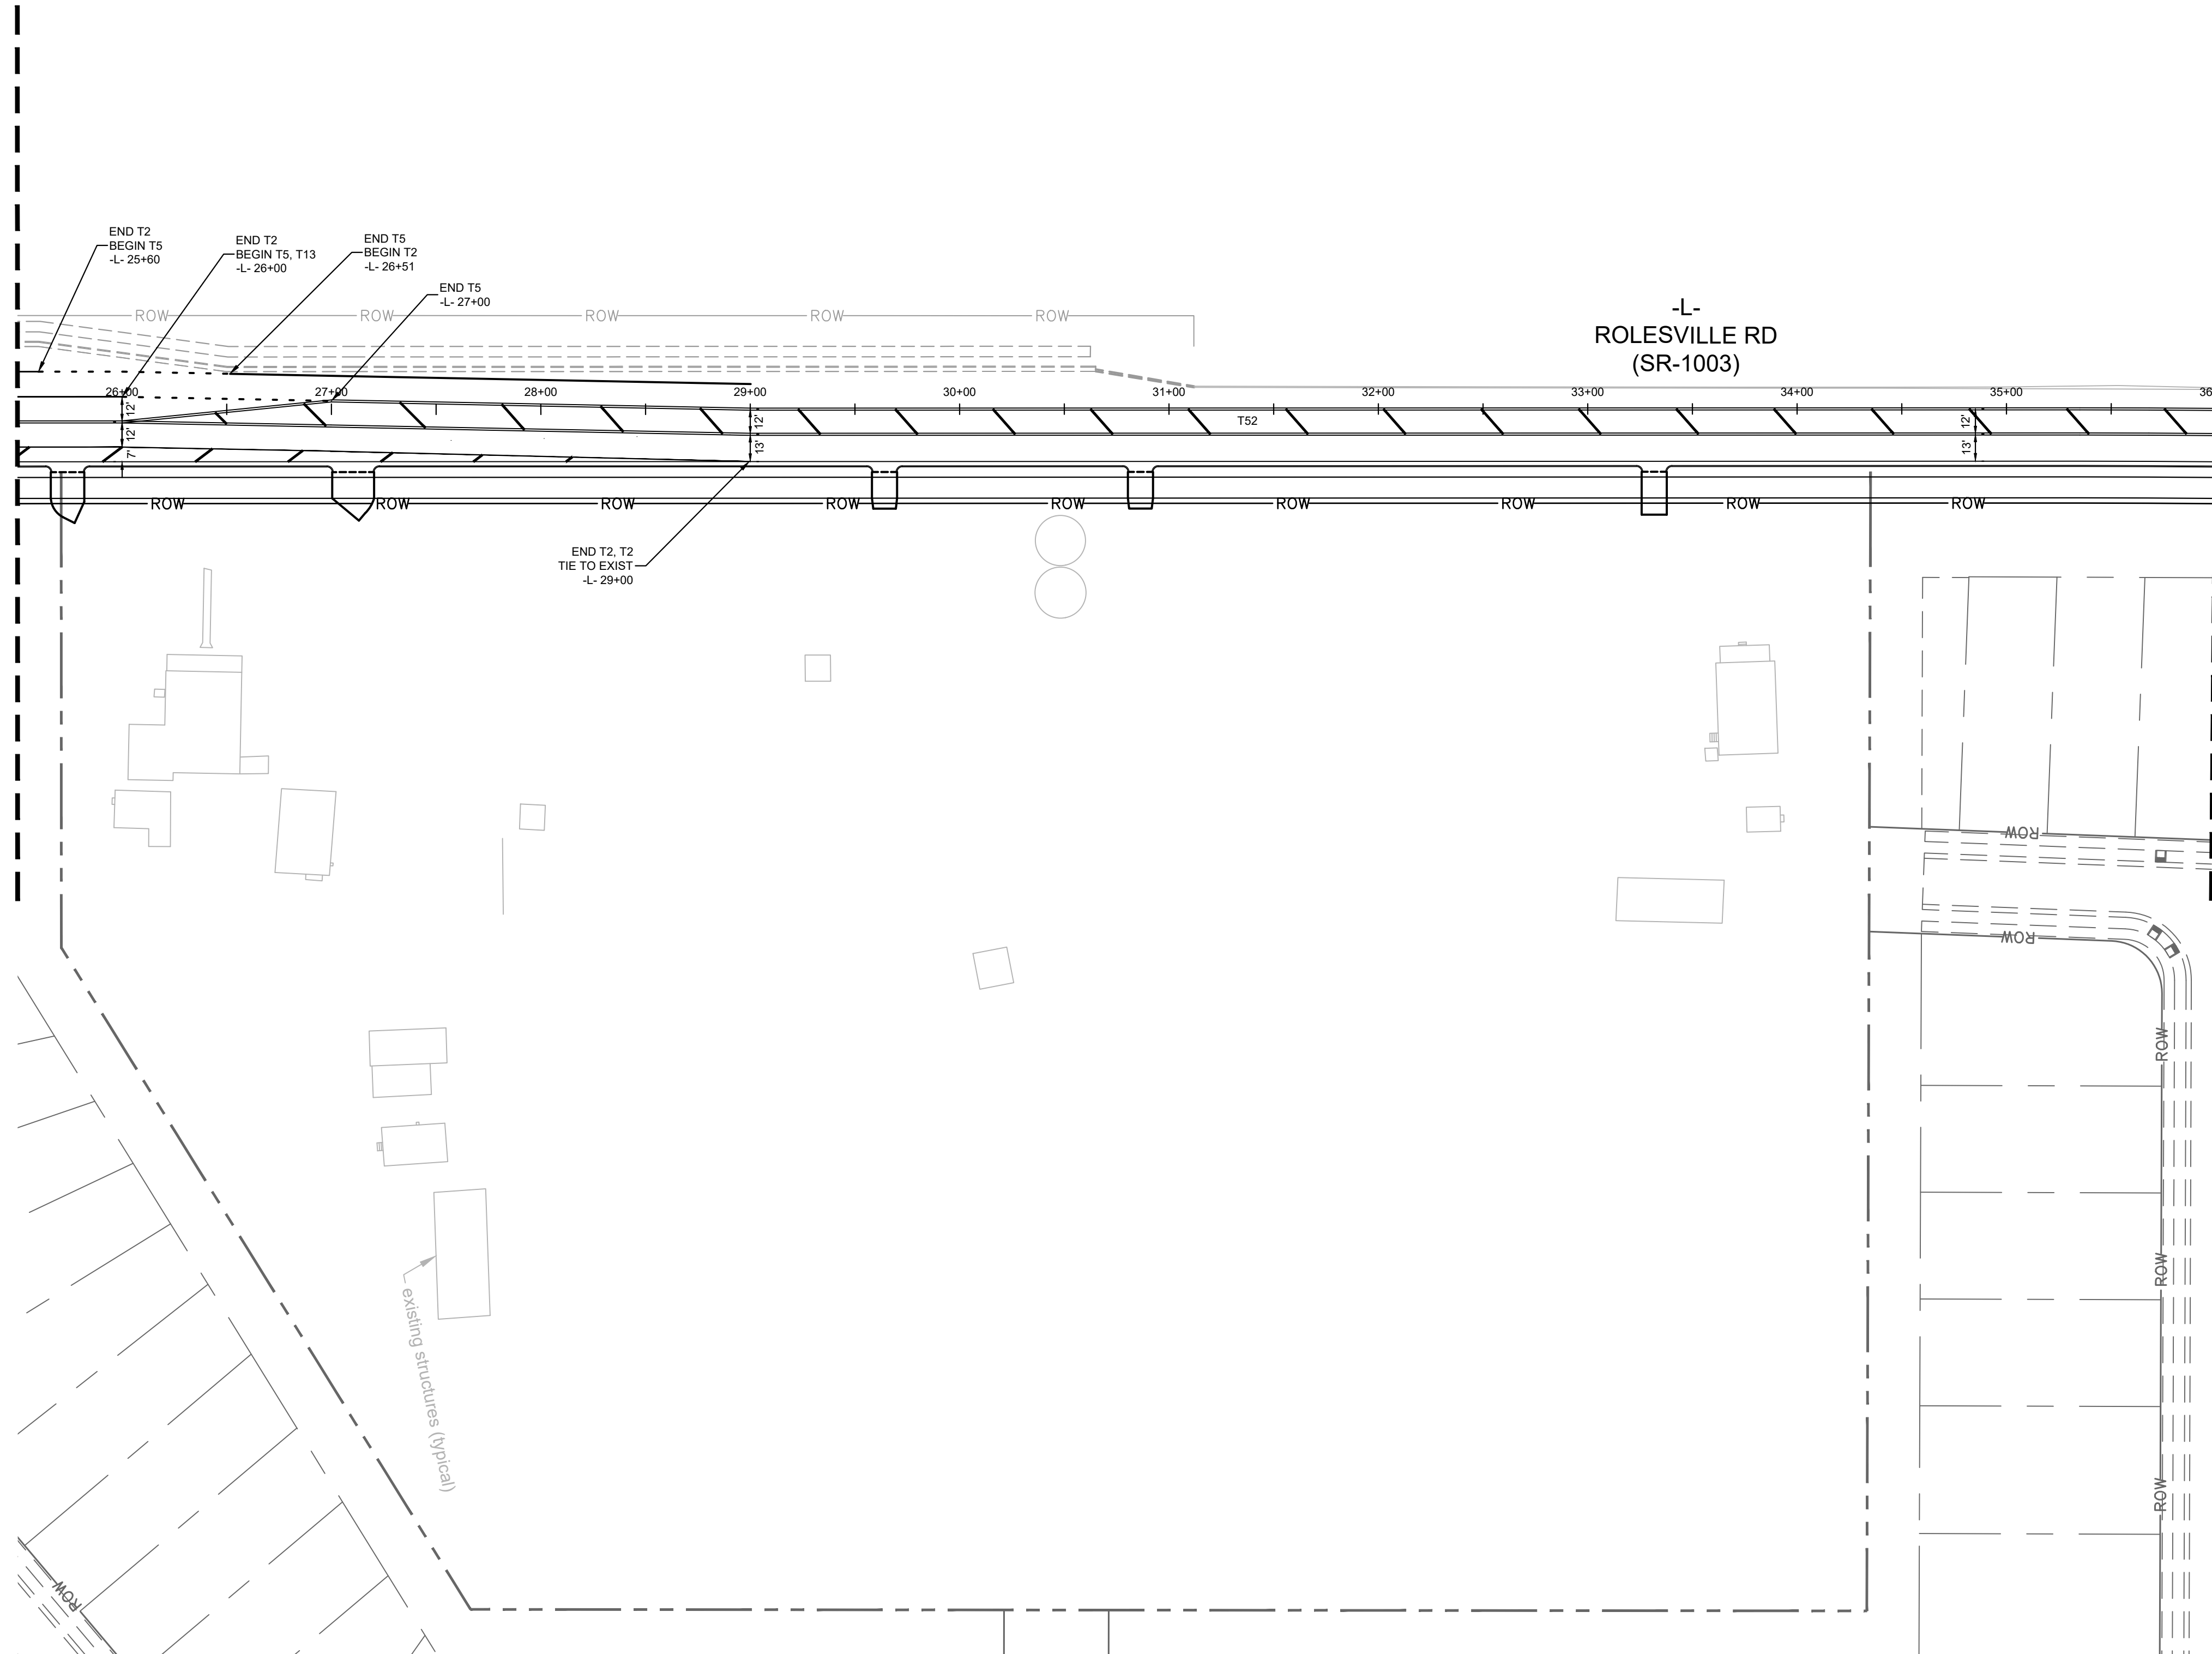 END T2
BEGIN T5
-L- 25+60
END T2
BEGIN T5, T13
-L- 26+00
END T5
BEGIN T2
-L- 26+51
END T5
-L- 27+00
-L-
ROLESVILLE RD
(SR-1003)
ROW ROW ROW ROW ROW
26+00 27+00 28+00 29+00 30+00 31+00 32+00 33+00 34+00 35+00 36
12' 12' 12'
T52
12' 13' 13'
7'
ROW ROW ROW ROW ROW ROW ROW ROW ROW
END T2, T2
TIE TO EXIST
-L- 29+00
ROW
ROW
ROW
ROW
existing structures (typical)
ROW
ROW